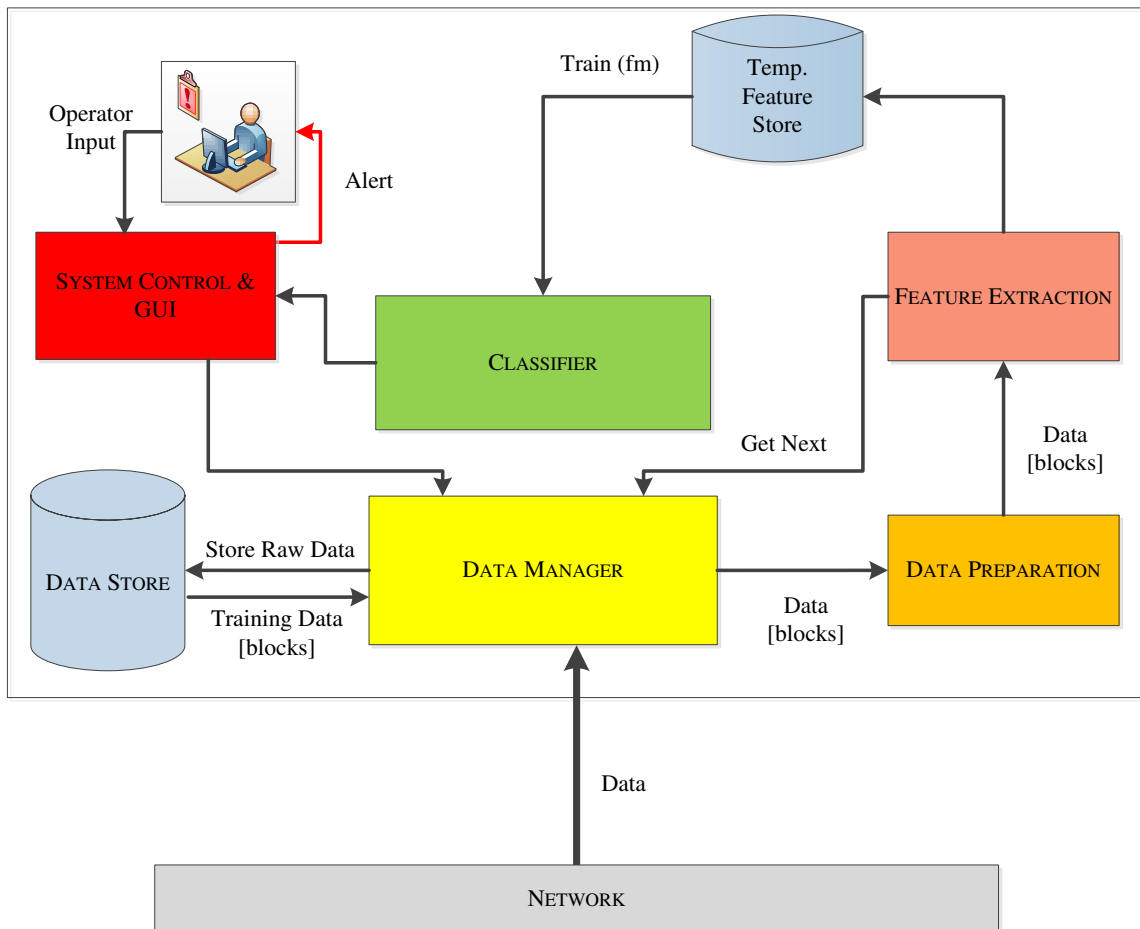 Train (fm)
Temp.
Feature
Store
Operator
Input
Alert
SYSTEM CONTROL &
GUI
FEATURE EXTRACTION
CLASSIFIER
Get Next
Data
[blocks]
Store Raw Data
DATA STORE
Training Data
[blocks]
DATA MANAGER
Data
[blocks]
DATA PREPARATION
Data
NETWORK